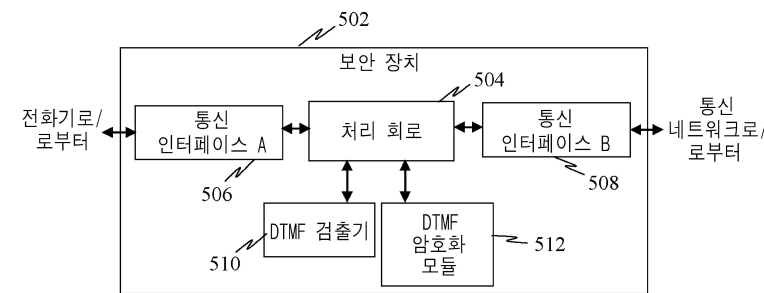 502
보안 장치
504
전화기로/
로부터
통신
인터페이스 A
처리 회로
통신
인터페이스 B
통신
네트워크로/
로부터
506
508
DTMF 검출기
DTMF
암호화
모듈
510
512